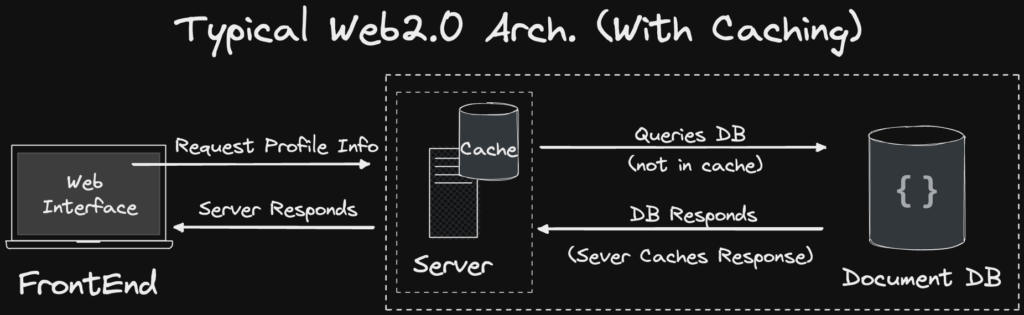 Typical Web2.0 Arch. (With Caching)
Request Profile Info
Cache
Queries DB
(not in cache)
{ }
Web
Interface
Server Responds
DB Responds
(Sever Caches Response)
Server
FrontEnd
Document DB